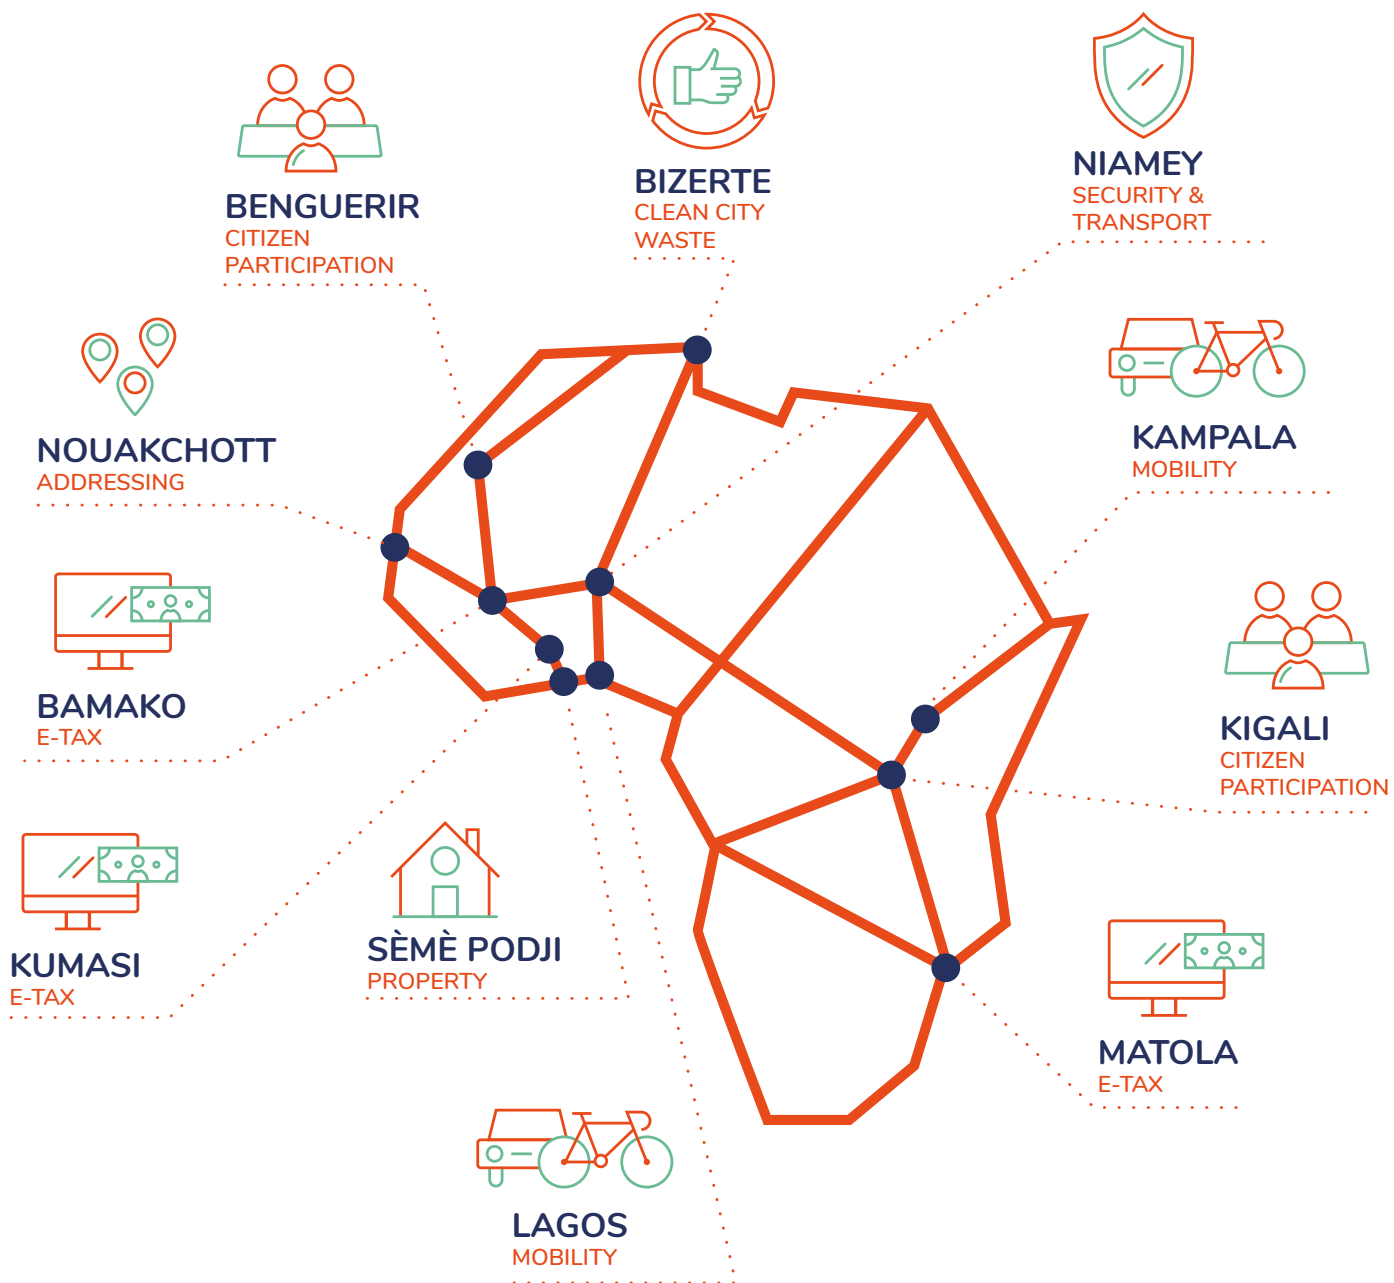 BENGUERIR
CITIZEN
PARTICIPATION
BIZERTE
CLEAN CITY
WASTE
NIAMEY
SECURITY &
TRANSPORT
NOUAKCHOTT
ADDRESSING
KAMPALA
MOBILITY
BAMAKO
E-TAX
KIGALI
CITIZEN
PARTICIPATION
KUMASI
E-TAX
SÈMÈ PODJI
PROPERTY
MATOLA
E-TAX
LAGOS
MOBILITY